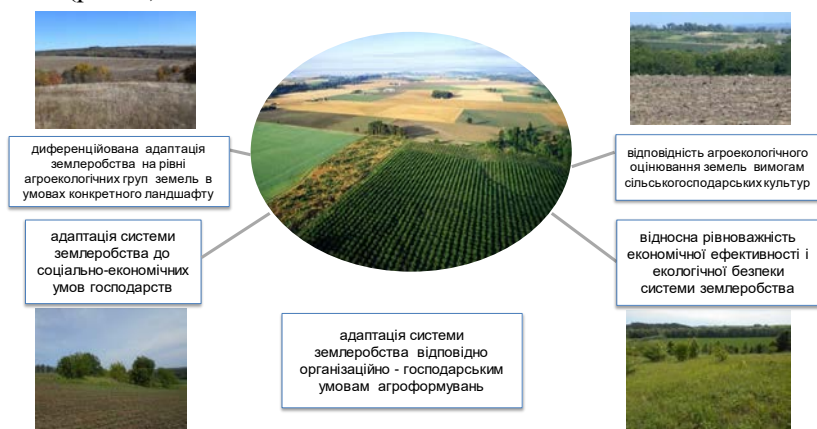 диференційована адаптація
землеробства на рівні
агроекологічних груп земель в
умовах конкретного ландшафту
відповідність агроекологічного
оцінювання земель вимогам
сільськогосподарських культур
адаптація системи
землеробства до
соціально-економічних
умов господарств
відносна рівноважність
економічної ефективності і
екологічної безпеки
системи землеробства
адаптація системи
землеробства відповідно
організаційно - господарським
умовам агроформувань